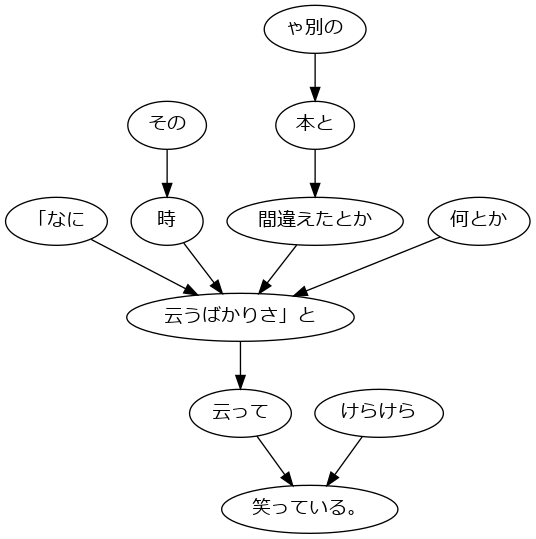 ゃ別の
その
本と
「なに
時
間違えたとか
何とか
云うばかりさ」と
云って
けらけら
笑っている。